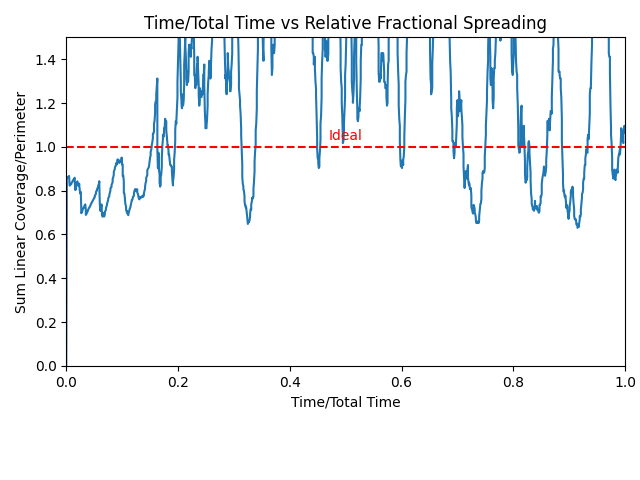 Time/Total Time vs Relative Fractional Spreading
Sum Linear Coverage/Perimeter
1.4
1.2
1.0
0.8
0.6
0.4
0.2
0.0
Ideal
0.0 0.2 0.4 0.6 0.8 1.0
Time/Total Time